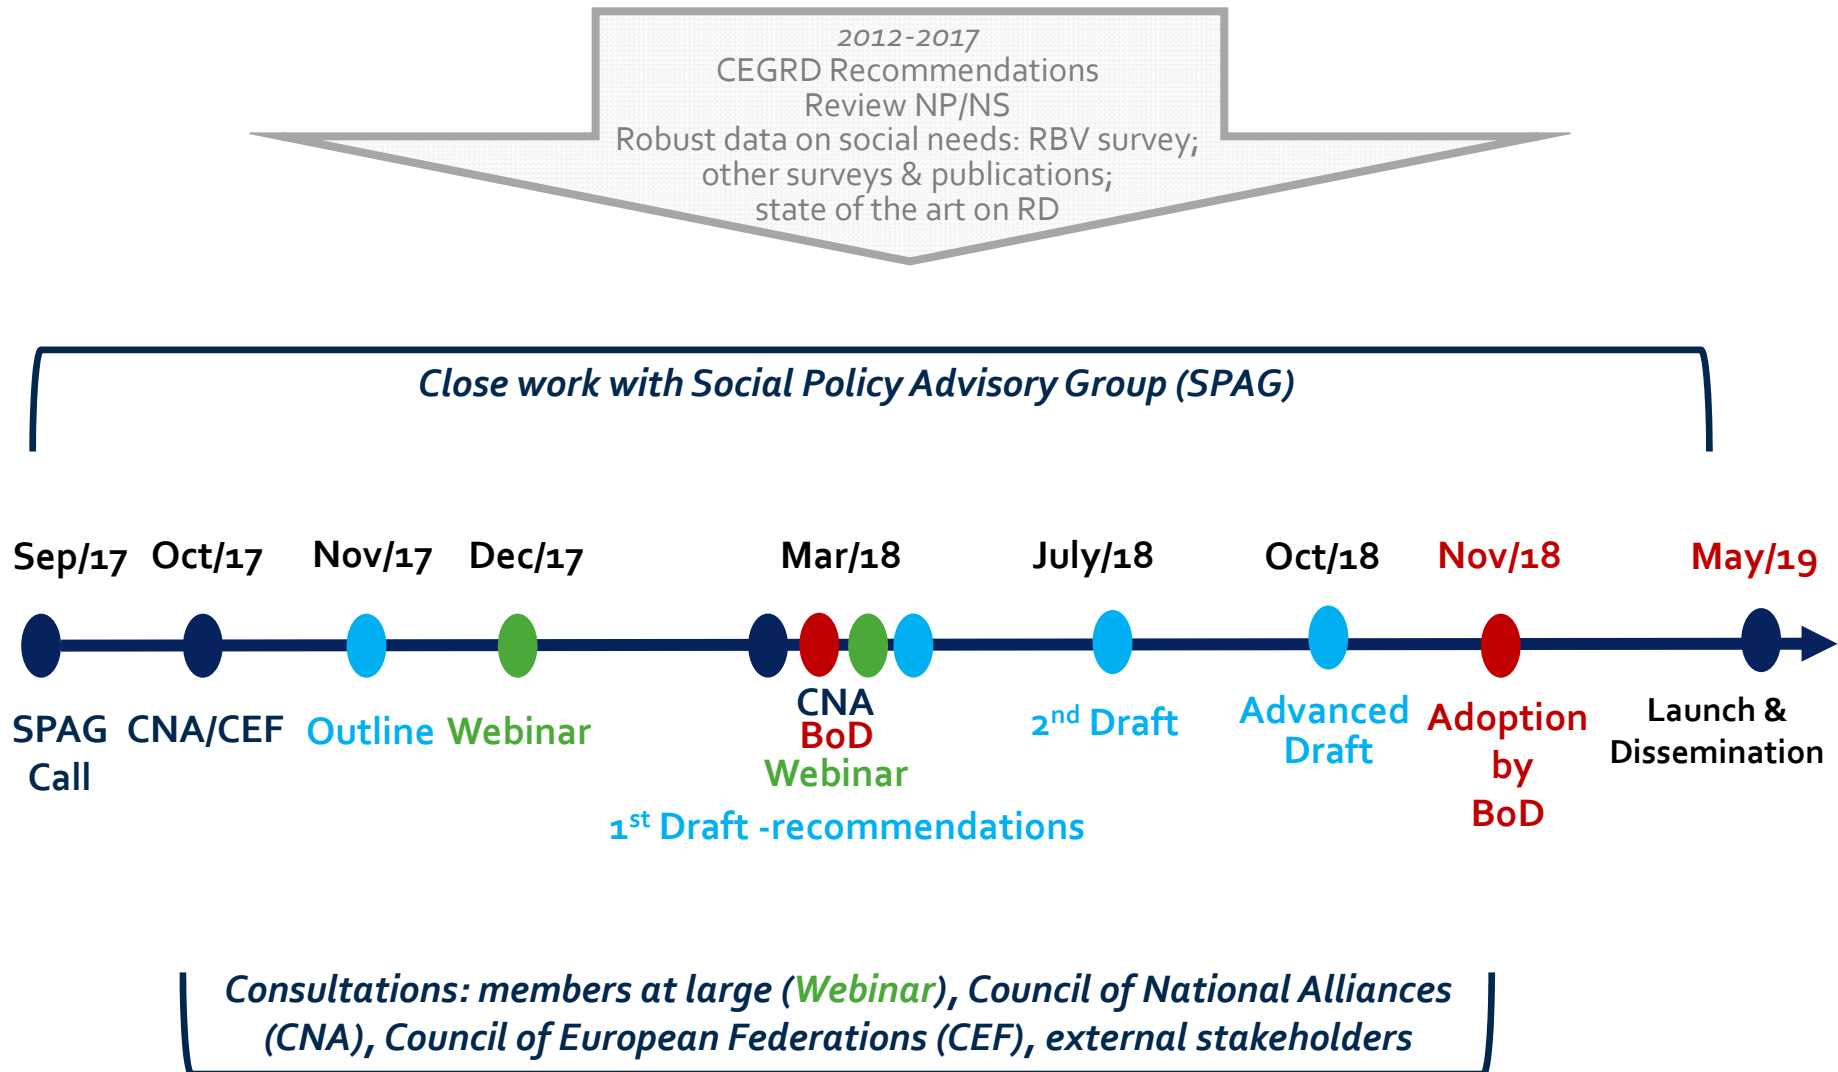 2012-2017
CEGRD Recommendations
Review NP/NS
Robust data on social needs: RBV survey;
other surveys & publications;
state of the art on RD
Close work with Social Policy Advisory Group (SPAG)
Sep/17 Oct/17 Nov/17 Dec/17 Mar/18 July/18 Oct/18 Nov/18 May/19
SPAG
Call
CNA/CEF
Outline
Webinar
CNA
BoD
Webinar
1st Draft -recommendations
2nd Draft
Advanced
Draft
Adoption
by
BoD
Launch &
Dissemination
Consultations: members at large (Webinar), Council of National Alliances
(CNA), Council of European Federations (CEF), external stakeholders